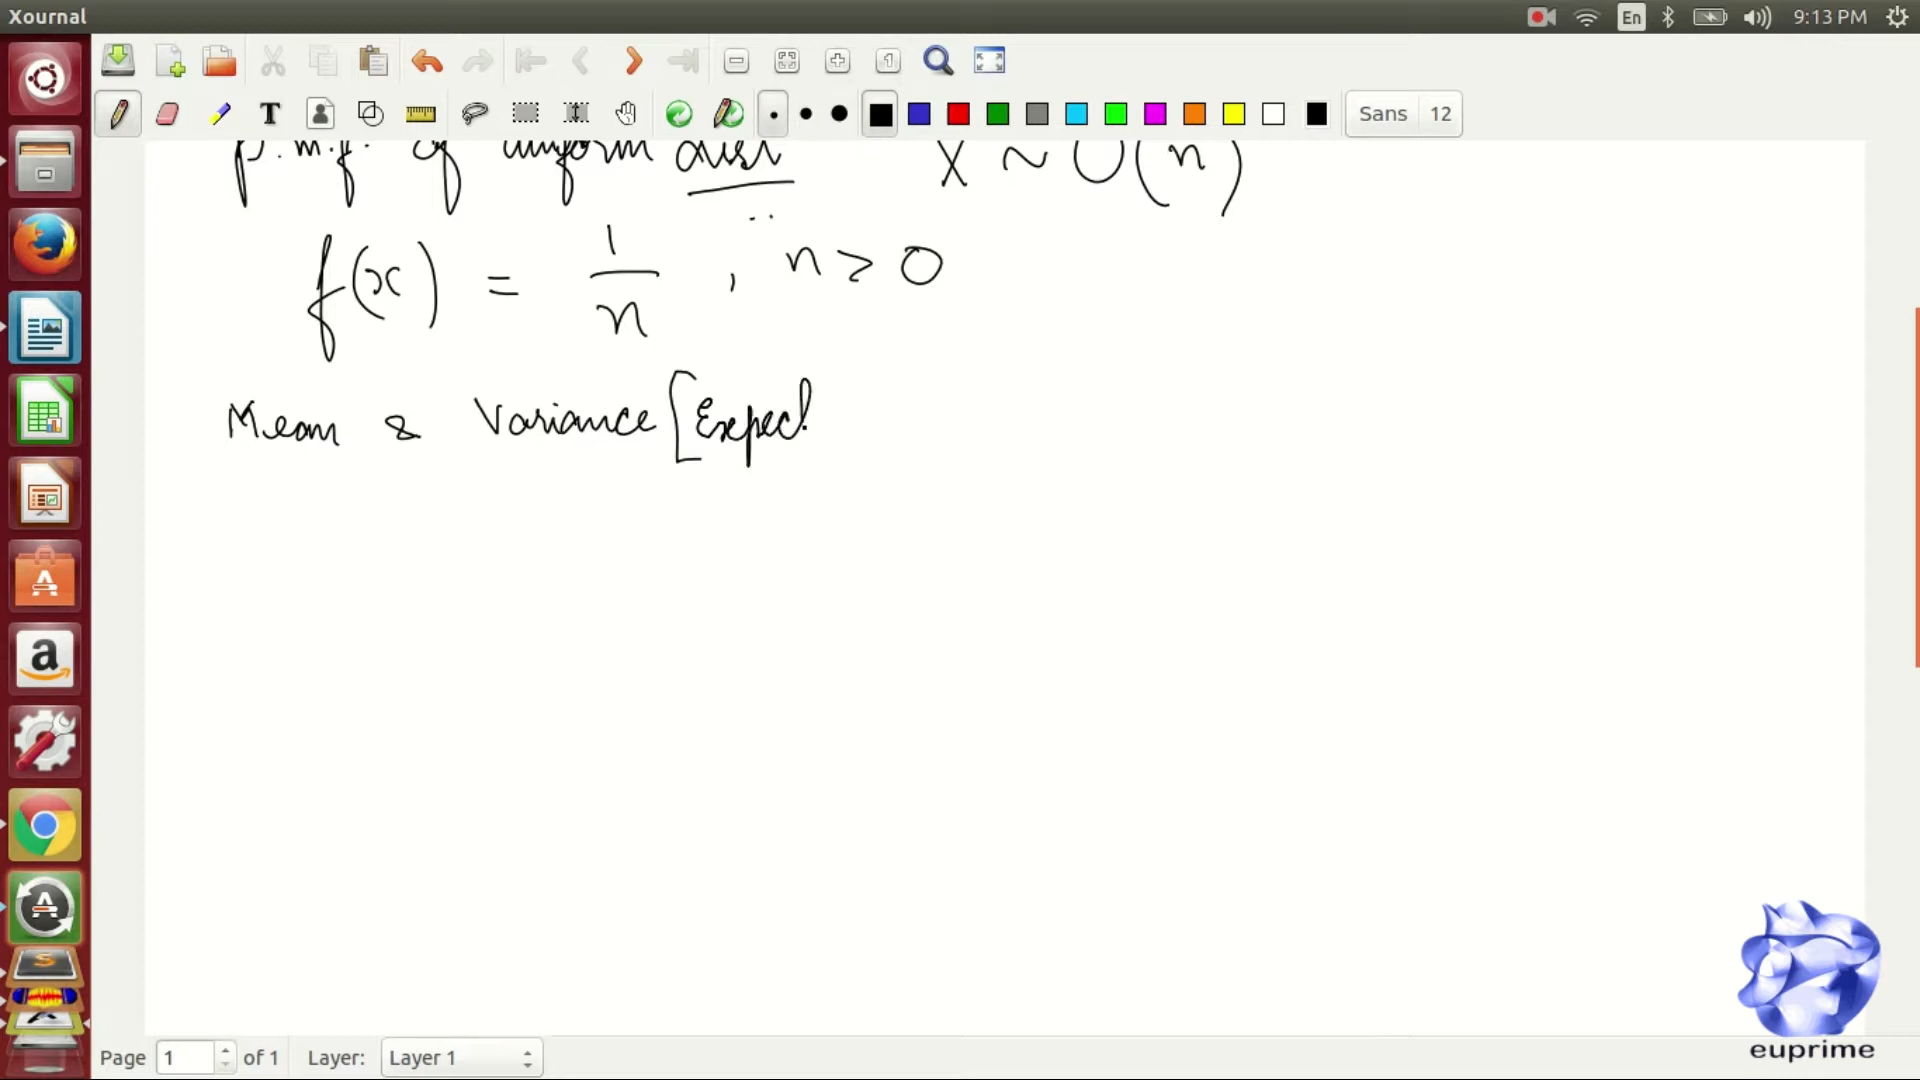 Xournal
En 9:13 PM
T Sans 12
p.m.f. of uniform dist X ~ U(n)
f(x) = 1/n , n > 0
Mean & Variance [Expect
Page 1 of 1 Layer: Layer 1
euprime